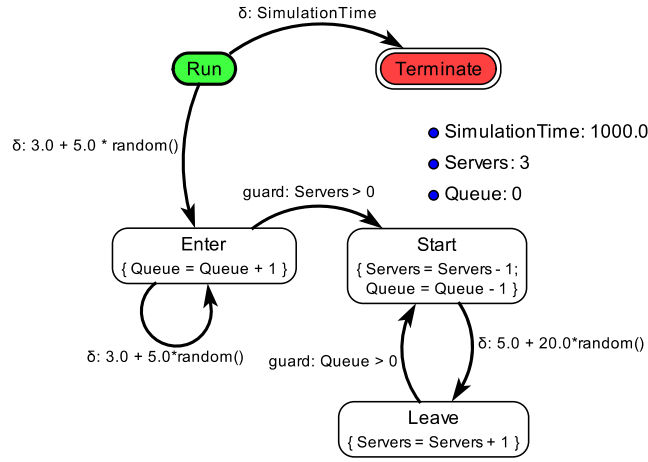 δ: SimulationTime
Run
Terminate
SimulationTime: 1000.0
δ: 3.0 + 5.0 * random()
Servers: 3
guard: Servers > 0
Queue: 0
Enter
{ Queue = Queue + 1 }
Start
{ Servers = Servers - 1;
Queue = Queue - 1 }
δ: 3.0 + 5.0*random()
guard: Queue > 0
δ: 5.0 + 20.0*random()
Leave
{ Servers = Servers + 1 }